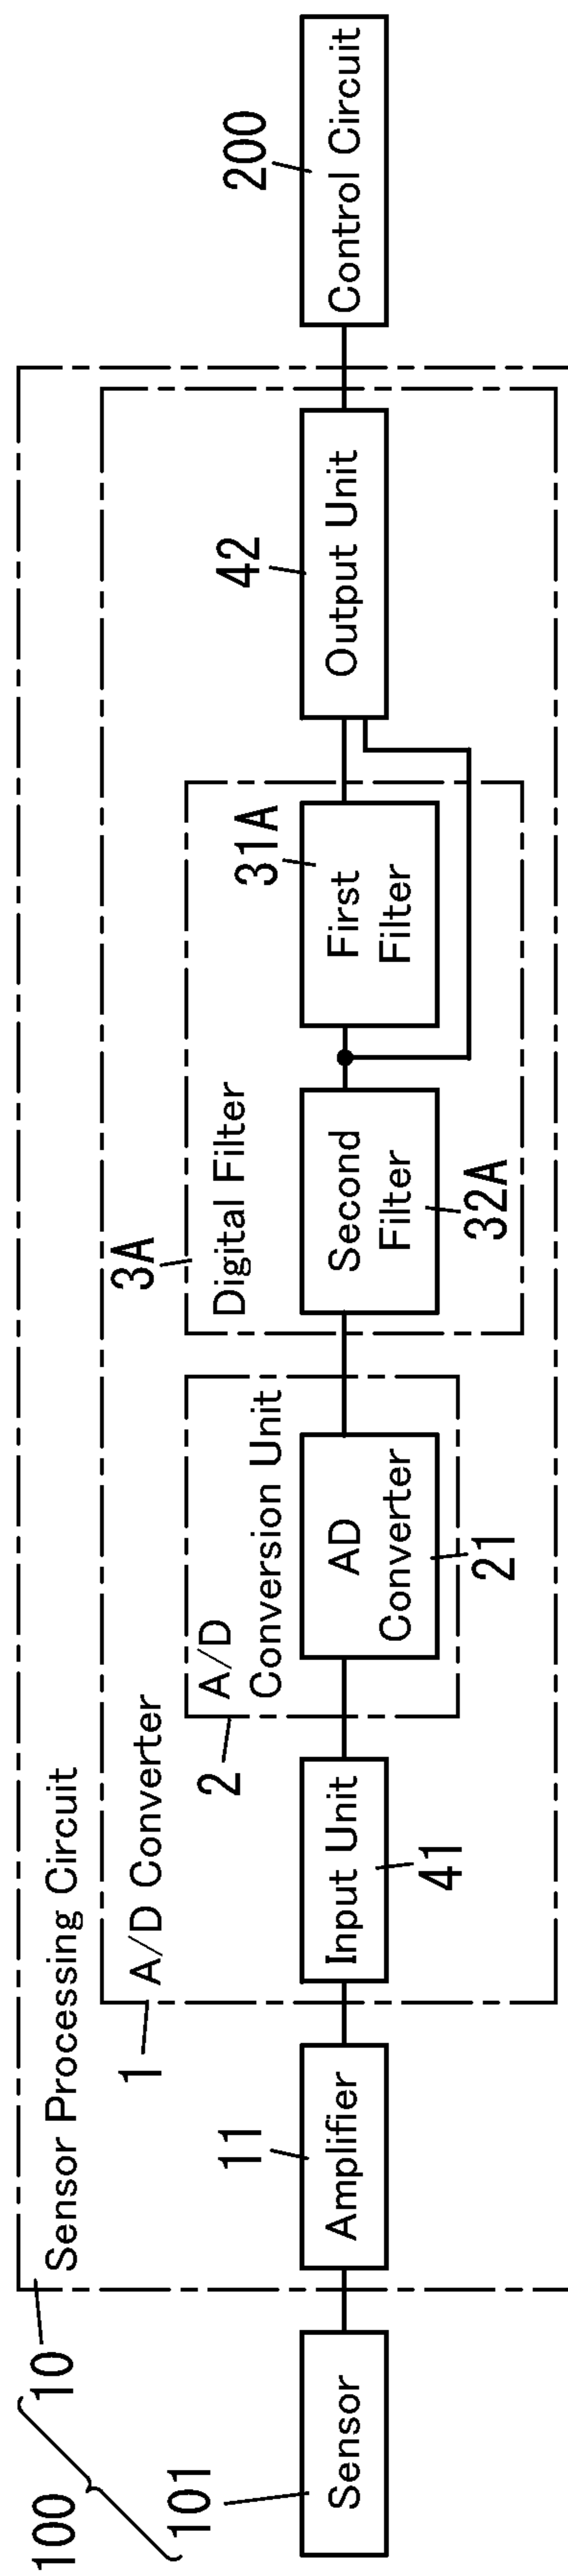 100
10
101
Sensor
Sensor Processing Circuit
11
Amplifier
1
A/D Converter
Input Unit
41
2
A/D
Conversion Unit
AD
Converter
21
3A
Digital Filter
Second
Filter
32A
31A
First
Filter
42
Output Unit
200
Control Circuit